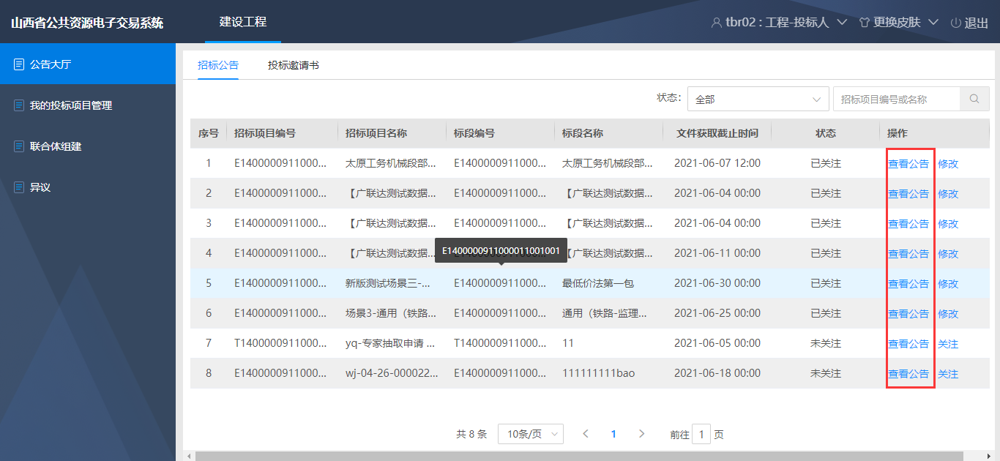 山西省公共资源电子交易系统 建设工程 tbr02 : 工程-投标人 更换皮肤 退出
公告大厅
我的投标项目管理
联合体组建
异议
招标公告 投标邀请书
状态： 全部 招标项目编号或名称
序号 招标项目编号 招标项目名称 标段编号 标段名称 文件获取截止时间 状态 操作
1 E1400000911000... 太原工务机械段部... E1400000911000... 太原工务机械段部... 2021-06-07 12:00 已关注 查看公告 修改
2 E1400000911000... 【广联达测试数据... E1400000911000... 【广联达测试数据... 2021-06-04 00:00 已关注 查看公告 修改
3 E1400000911000... 【广联达测试数据... E1400000911000... 【广联达测试数据... 2021-06-04 00:00 已关注 查看公告 修改
E1400000911000011001001
4 E1400000911000... 【广联达测试数据... 【广联达测试数据... 2021-06-11 00:00 已关注 查看公告 修改
5 E1400000911000... 新版测试场景三-... E1400000911000... 最低价法第一包 2021-06-30 00:00 已关注 查看公告 修改
6 E1400000911000... 场景3-通用（铁路... E1400000911000... 通用（铁路-监理... 2021-06-25 00:00 已关注 查看公告 修改
7 T1400000911000... yq-专家抽取申请 ... T1400000911000... 11 2021-06-05 00:00 未关注 查看公告 关注
8 E1400000911000... wj-04-26-000022... E1400000911000... 111111111bao 2021-06-18 00:00 未关注 查看公告 关注
共 8 条 10条/页 1 前往 1 页